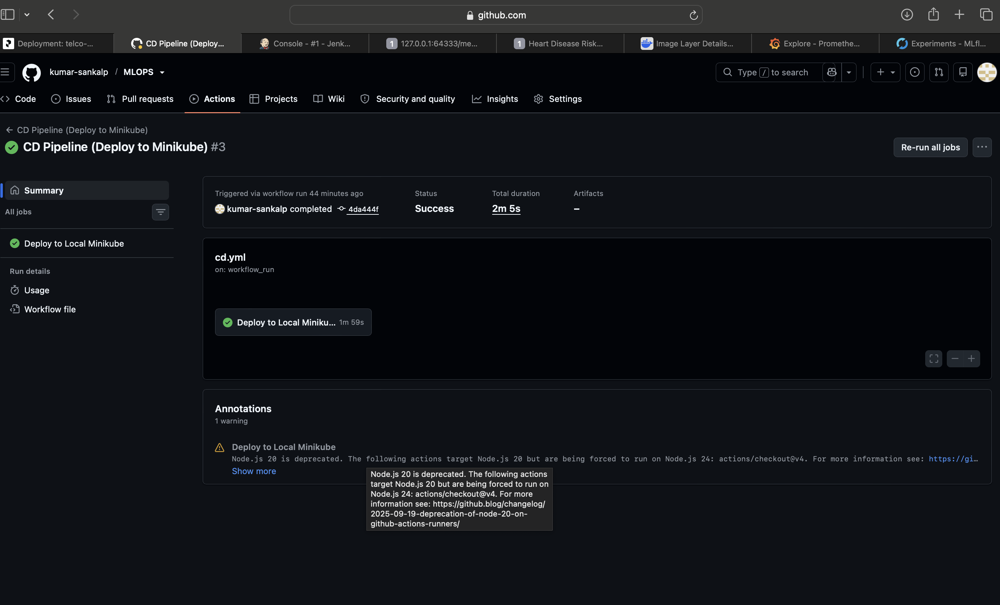 github.com
Deployment: telco-...
CD Pipeline (Deploy...
Console - #1 - Jenk...
1 127.0.0.1:64333/me...
1 Heart Disease Risk...
Image Layer Details...
Explore - Promethe...
Experiments - MLfl...
kumar-sankalp / MLOPS
Type / to search
Code
Issues
Pull requests
Actions
Projects
Wiki
Security and quality
Insights
Settings
CD Pipeline (Deploy to Minikube)
CD Pipeline (Deploy to Minikube) #3
Re-run all jobs
Summary
All jobs
Deploy to Local Minikube
Run details
Usage
Workflow file
Triggered via workflow run 44 minutes ago
kumar-sankalp completed 4da444f
Status
Success
Total duration
2m 5s
Artifacts
–
cd.yml
on: workflow_run
Deploy to Local Miniku... 1m 59s
Annotations
1 warning
Deploy to Local Minikube
Node.js 20 is deprecated. The following actions target Node.js 20 but are being forced to run on Node.js 24: actions/checkout@v4. For more information see: https://gi…
Show more
Node.js 20 is deprecated. The following actions
target Node.js 20 but are being forced to run on
Node.js 24: actions/checkout@v4. For more
information see: https://github.blog/changelog/
2025-09-19-deprecation-of-node-20-on-
github-actions-runners/